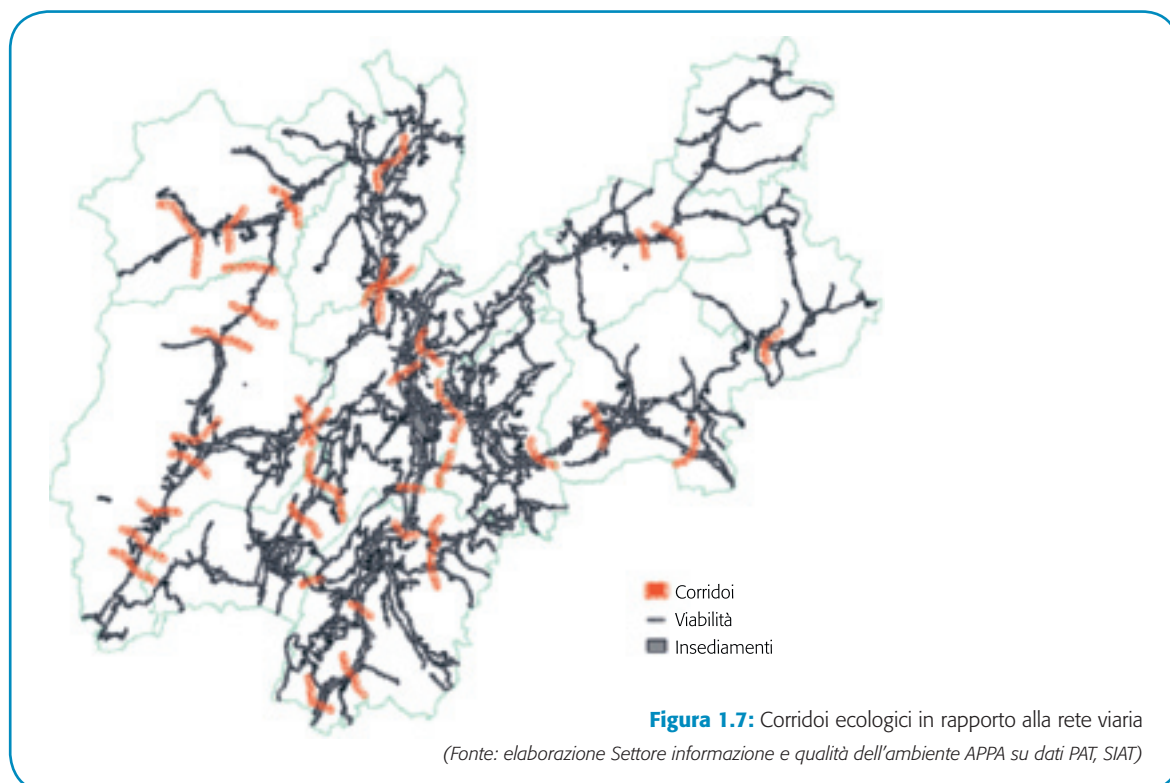 Corridoi
Viabilità
Insediamenti
Figura 1.7: Corridoi ecologici in rapporto alla rete viaria
(Fonte: elaborazione Settore informazione e qualità dell'ambiente APPA su dati PAT, SIAT)